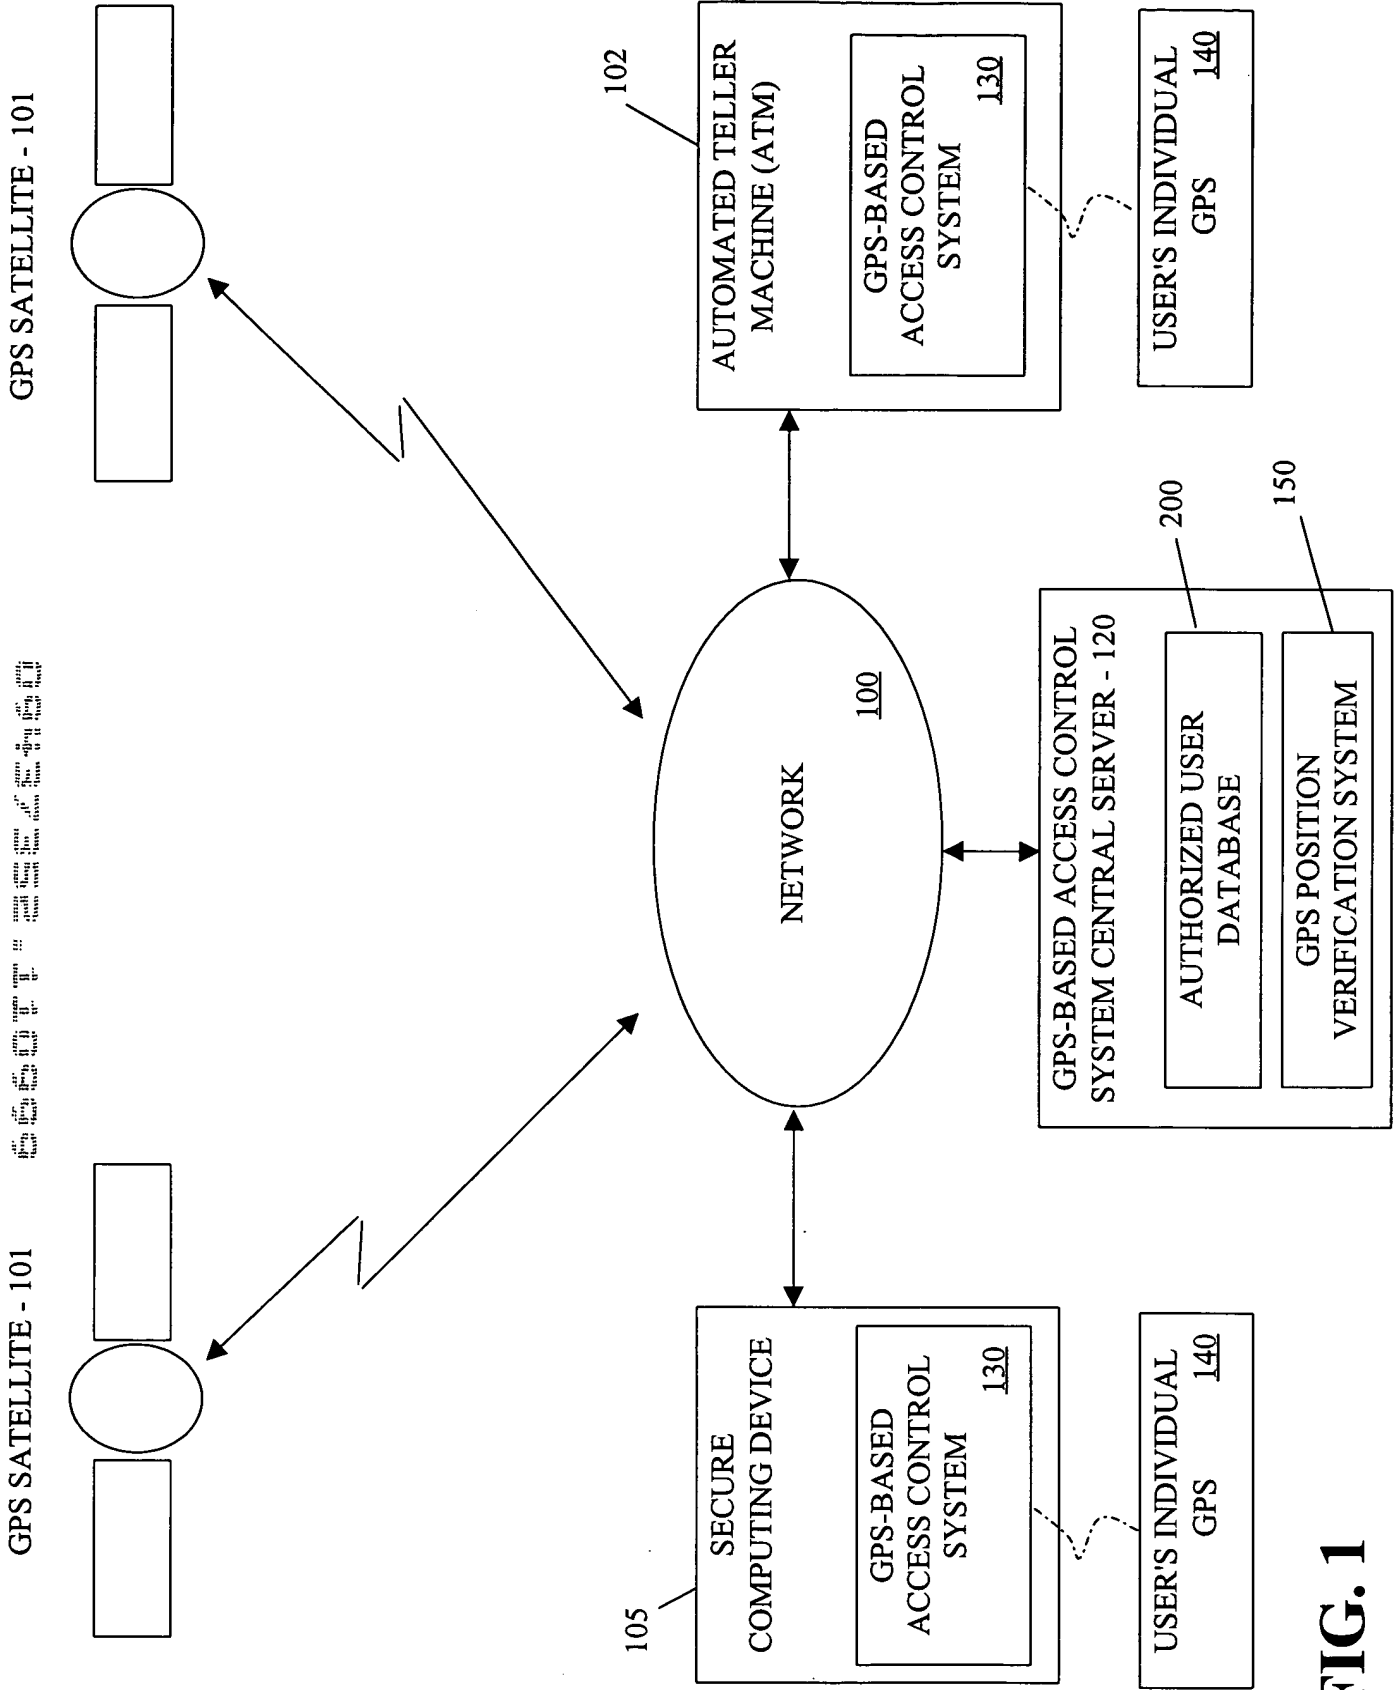 GPS SATELLITE - 101
GPS SATELLITE - 101
105
SECURE
COMPUTING DEVICE
GPS-BASED
ACCESS CONTROL
SYSTEM
130
USER'S INDIVIDUAL
GPS
140
NETWORK
100
GPS-BASED ACCESS CONTROL
SYSTEM CENTRAL SERVER - 120
AUTHORIZED USER
DATABASE
200
GPS POSITION
VERIFICATION SYSTEM
150
102
AUTOMATED TELLER
MACHINE (ATM)
GPS-BASED
ACCESS CONTROL
SYSTEM
130
USER'S INDIVIDUAL
GPS
140
FIG. 1